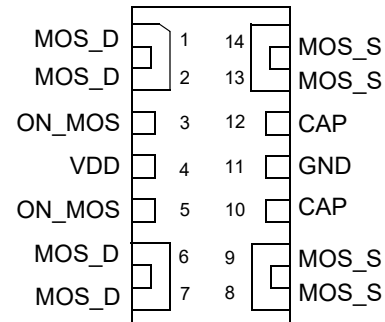 MOS_D 1 14 MOS_S
MOS_D 2 13 MOS_S
ON_MOS 3 12 CAP
VDD 4 11 GND
ON_MOS 5 10 CAP
MOS_D 6 9 MOS_S
MOS_D 7 8 MOS_S